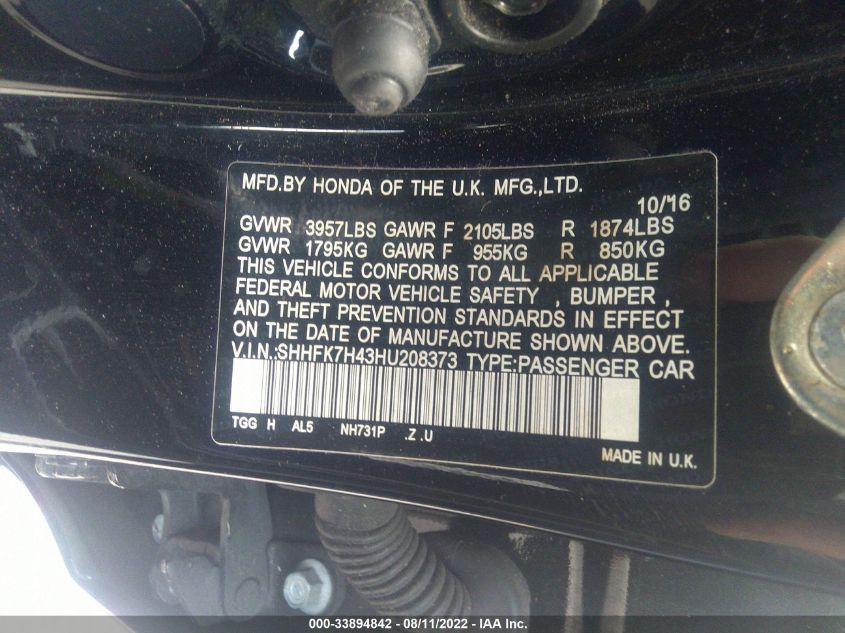 MFD.BY HONDA OF THE U.K. MFG.,LTD.
10/'16
GVWR 3957LBS GAWR F 2105LBS R 1874LBS
GVWR 1795KG GAWR F 955KG R 850KG
THIS VEHICLE CONFORMS TO ALL APPLICABLE
FEDERAL MOTOR VEHICLE SAFETY , BUMPER ,
AND THEFT PREVENTION STANDARDS IN EFFECT
ON THE DATE OF MANUFACTURE SHOWN ABOVE.
V.I.N.:SHHFK7H43HU208373 TYPE:PASSENGER CAR
TGG H AL5 NH731P .Z .U
MADE IN U.K.
000-33894842 - 08/11/2022 - IAA Inc.